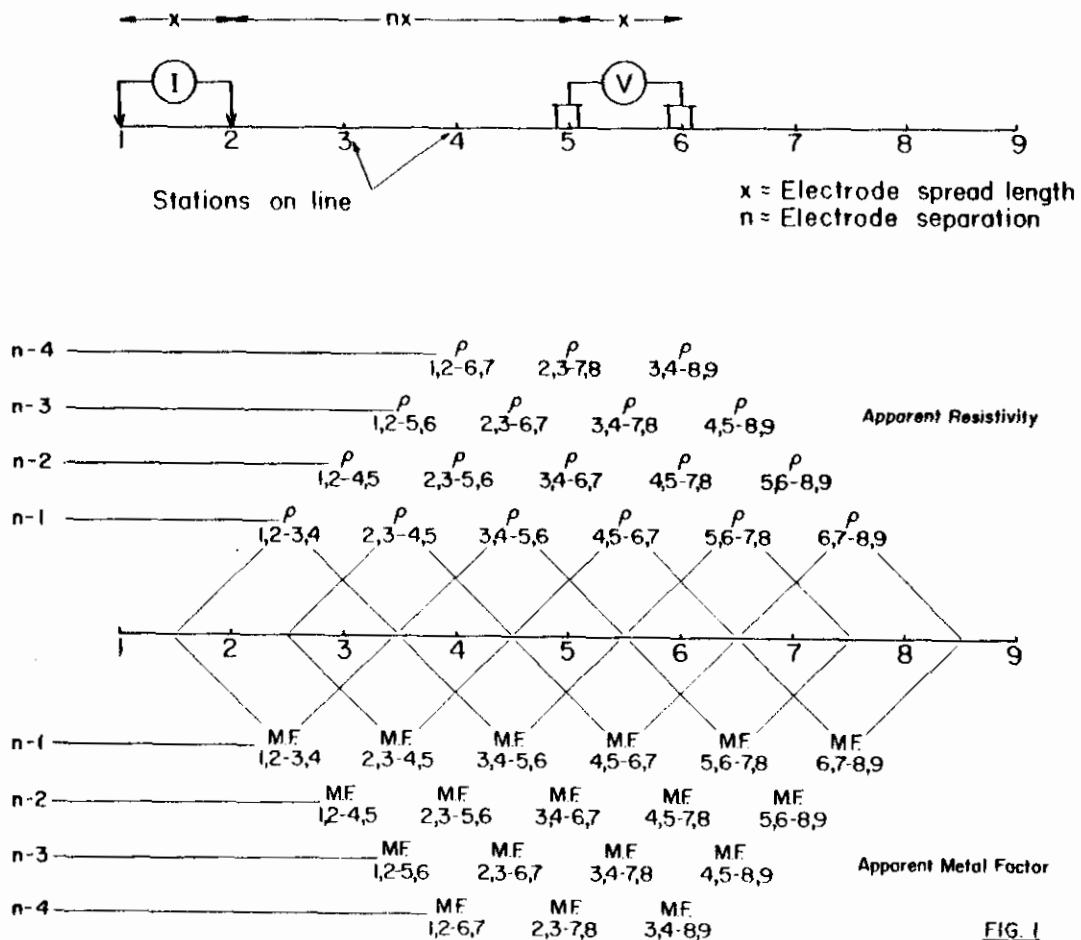 x nx x
I V
1 2 3 4 5 6 7 8 9
Stations on line
x = Electrode spread length
n = Electrode separation
n-4 ρ ρ ρ
1,2-6,7 2,3-7,8 3,4-8,9
n-3 ρ ρ ρ ρ Apparent Resistivity
1,2-5,6 2,3-6,7 3,4-7,8 4,5-8,9
n-2 ρ ρ ρ ρ ρ
1,2-4,5 2,3-5,6 3,4-6,7 4,5-7,8 5,6-8,9
n-1 ρ ρ ρ ρ ρ ρ
1,2-3,4 2,3-4,5 3,4-5,6 4,5-6,7 5,6-7,8 6,7-8,9
1 2 3 4 5 6 7 8 9
n-1 M.F. M.F. M.F. M.F. M.F. M.F.
1,2-3,4 2,3-4,5 3,4-5,6 4,5-6,7 5,6-7,8 6,7-8,9
n-2 M.F. M.F. M.F. M.F. M.F.
1,2-4,5 2,3-5,6 3,4-6,7 4,5-7,8 5,6-8,9
n-3 M.F. M.F. M.F. M.F. Apparent Metal Factor
1,2-5,6 2,3-6,7 3,4-7,8 4,5-8,9
n-4 M.F. M.F. M.F.
1,2-6,7 2,3-7,8 3,4-8,9
FIG. 1